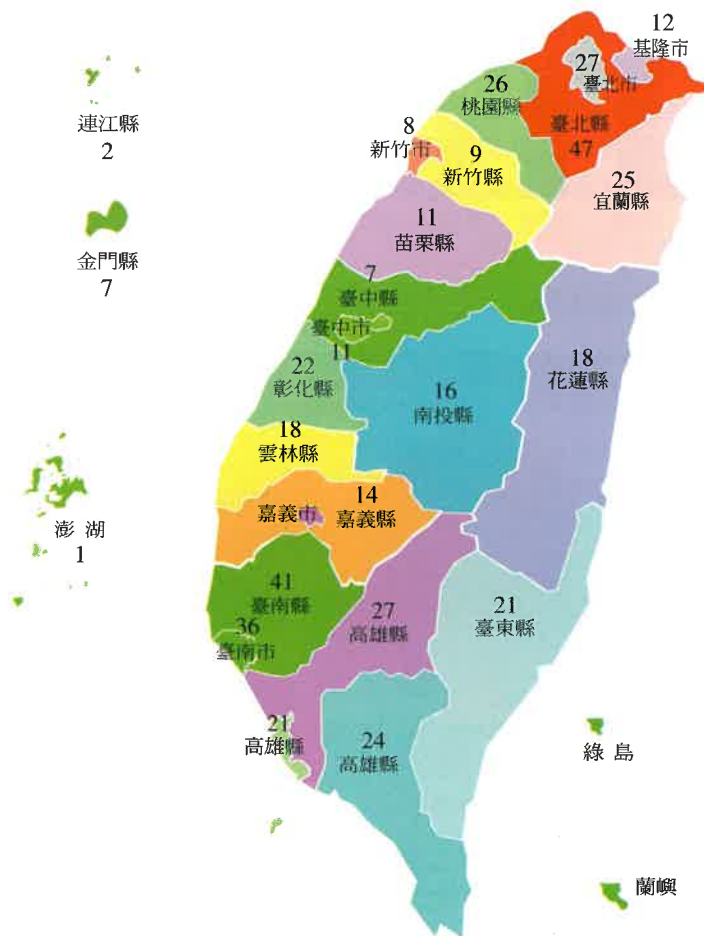 12
基隆市
27
臺北市
26
桃園縣
臺北縣
47
連江縣
2
8
新竹市
9
新竹縣
25
宜蘭縣
11
苗栗縣
金門縣
7
7
臺中縣
臺中市
11
22
彰化縣
18
花蓮縣
16
南投縣
18
雲林縣
14
嘉義市
嘉義縣
澎湖
1
41
臺南縣
36
臺南市
27
高雄縣
21
臺東縣
21
高雄縣
24
高雄縣
綠島
蘭嶼